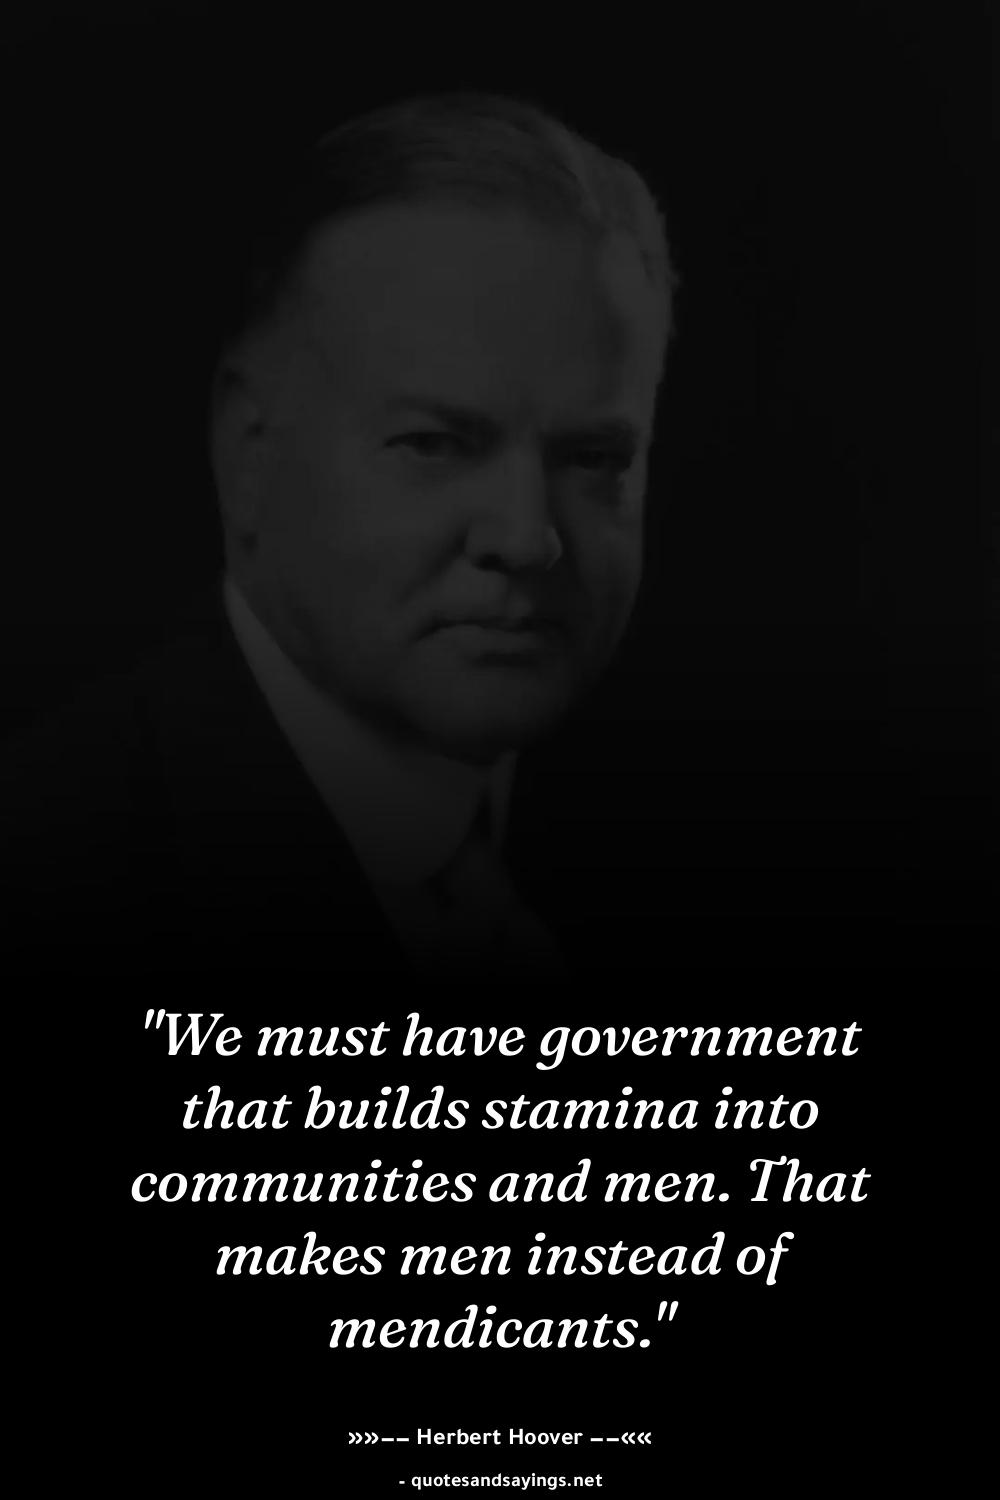 "We must have government
that builds stamina into
communities and men. That
makes men instead of
mendicants."
»»−− Herbert Hoover −−««
- quotesandsayings.net